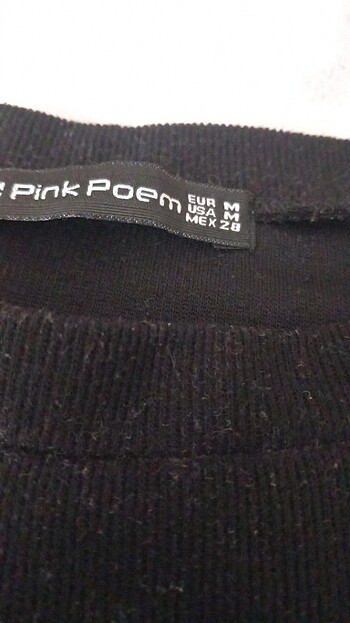 Pink Poem
EUR M
USA M
MEX 28